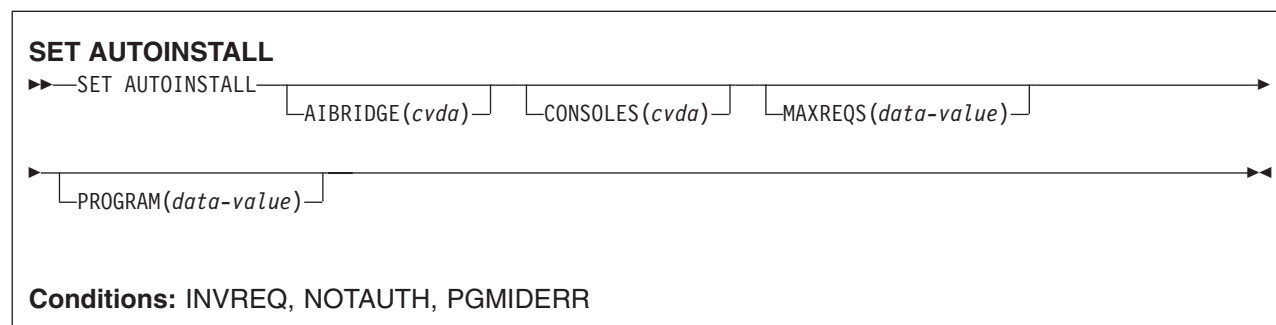 SET AUTOINSTALL
SET AUTOINSTALL
AIBRIDGE(cvda) CONSOLES(cvda) MAXREQS(data-value)
PROGRAM(data-value)
Conditions: INVREQ, NOTAUTH, PGMIDERR